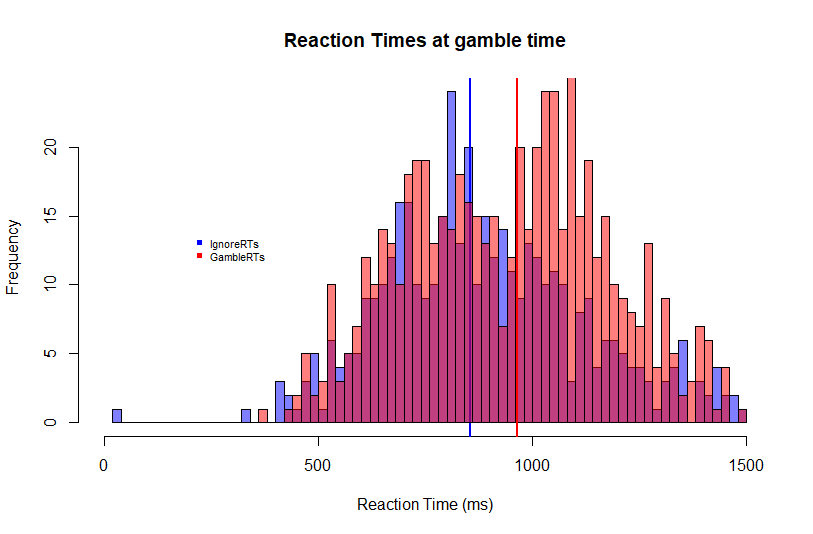 Reaction Times at gamble time
Frequency
20
15
10
5
0
IgnoreRTs
GambleRTs
0 500 1000 1500
Reaction Time (ms)